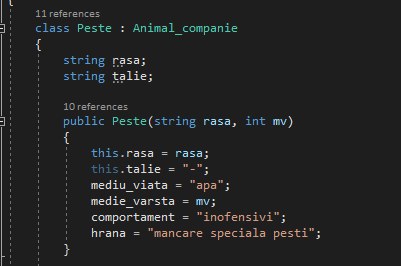 11 references
class Peste : Animal_companie
{
string rasa;
string talie;
10 references
public Peste(string rasa, int mv)
{
this.rasa = rasa;
this.talie = "-";
mediu_viata = "apa";
medie_varsta = mv;
comportament = "inofensivi";
hrana = "mancare speciala pesti";
}